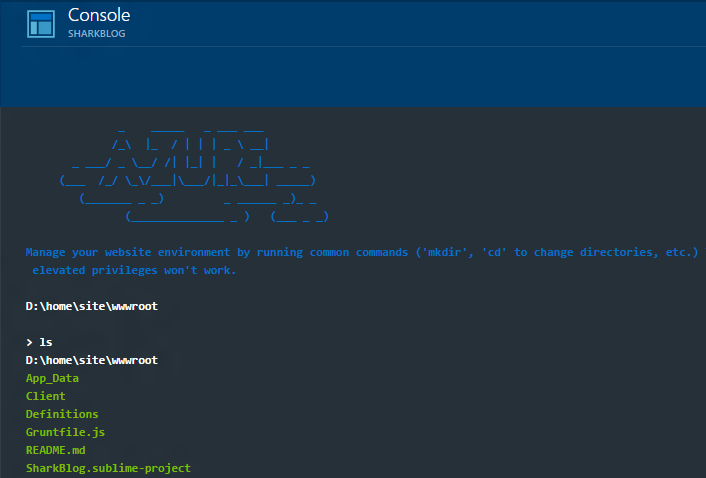 Console
SHARKBLOG
AZURE
Manage your website environment by running common commands ('mkdir', 'cd' to change directories, etc.)
elevated privileges won't work.
D:\home\site\wwwroot
> ls
D:\home\site\wwwroot
App_Data
Client
Definitions
Gruntfile.js
README.md
SharkBlog.sublime-project